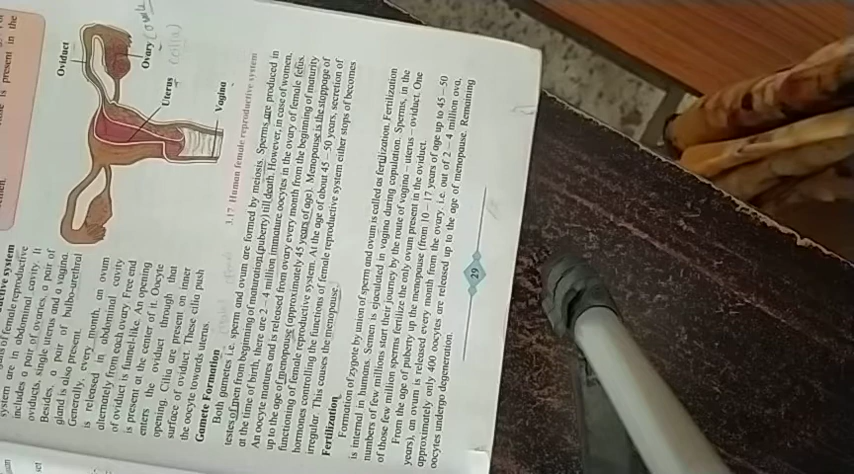 value is present in the
Oviduct
Ovary
Uterus
Vagina
3.17 Human female reproductive system
system are in abdominal cavity. It
includes a pair of ovaries, a pair of
oviducts, single uterus and a vagina.
Besides, a pair of bulbo-urethral
gland is also present.
Generally, every month, an ovum
is released in abdominal cavity
alternately from each ovary. Free end
of oviduct is funnel-like. An opening
is present at the center of it. Oocyte
enters the oviduct through that
opening. Cilia are present on inner
surface of oviduct. These cilia push
the oocyte towards uterus.
Gamete Formation
Both gametes i.e. sperm and ovum are formed by meiosis. Sperms are produced in
testes of men from beginning of maturation (puberty) till death. However, in case of women,
at the time of birth, there are 2 – 4 million immature oocytes in the ovary of female fetus.
An oocyte matures and is released from ovary every month from the beginning of maturity
up to the age of menopause (approximately 45 years of age). Menopause is the stoppage of
functioning of female reproductive system. At the age of about 45 – 50 years, secretion of
hormones controlling the functions of female reproductive system either stops of becomes
irregular. This causes the menopause.
Fertilization
Formation of zygote by union of sperm and ovum is called as fertilization. Fertilization
is internal in humans. Semen is ejaculated in vagina during copulation. Sperms, in the
numbers of few millions start their journey by the route of vagina – uterus – oviduct. One
of those few million sperms fertilize the only ovum present in the oviduct.
From the age of puberty up the menopause (from 10 – 17 years of age up to 45 – 50
years), an ovum is released every month from the ovary. i.e. out of 2 – 4 million ova,
approximately only 400 oocytes are released up to the age of menopause. Remaining
oocytes undergo degeneration.
29